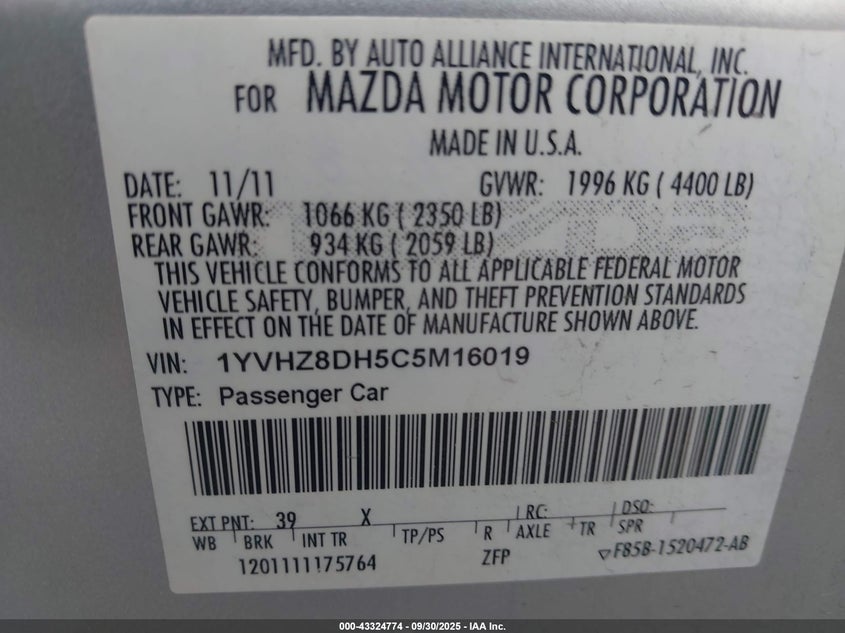 MFD. BY AUTO ALLIANCE INTERNATIONAL, INC.
FOR MAZDA MOTOR CORPORATION
MADE IN U.S.A.
DATE: 11/11 GVWR: 1996 KG ( 4400 LB)
FRONT GAWR: 1066 KG ( 2350 LB)
REAR GAWR: 934 KG ( 2059 LB)
THIS VEHICLE CONFORMS TO ALL APPLICABLE FEDERAL MOTOR
VEHICLE SAFETY, BUMPER, AND THEFT PREVENTION STANDARDS
IN EFFECT ON THE DATE OF MANUFACTURE SHOWN ABOVE.
VIN: 1YVHZ8DH5C5M16019
TYPE: Passenger Car
EXT PNT: 39 X RC: DSO:
WB BRK INT TR TP/PS R AXLE TR SPR
1201111175764 ZFP F85B-1520472-AB
000-43324774 - 09/30/2025 - IAA Inc.